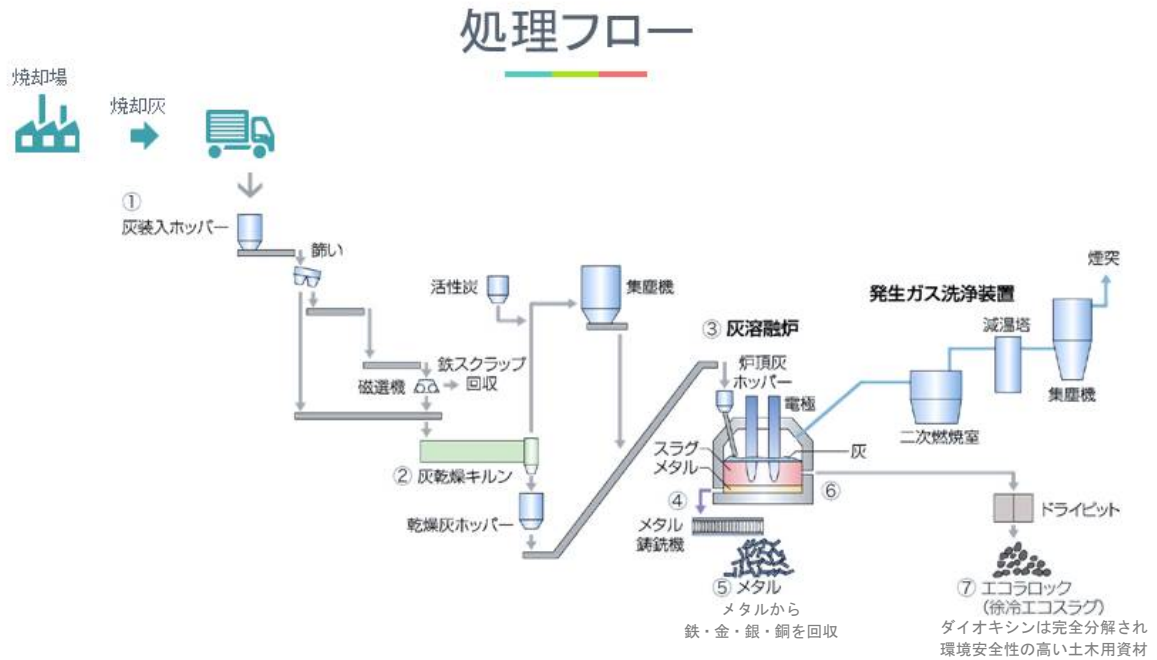 処理フロー
焼却場
焼却灰
①
灰装入ホッパー
篩い
活性炭
集塵機
鉄スクラップ
回収
磁選機
② 灰乾燥キルン
乾燥灰ホッパー
③ 灰溶融炉
炉頂灰
ホッパー
電極
スラグ
メタル
灰
④
メタル
鋳銑機
⑤ メタル
メタルから
鉄・金・銀・銅を回収
⑥
発生ガス洗浄装置
煙突
減温塔
集塵機
二次燃焼室
ドライピット
⑦ エコラロック
(徐冷エコスラグ)
ダイオキシンは完全分解され
環境安全性の高い土木用資材